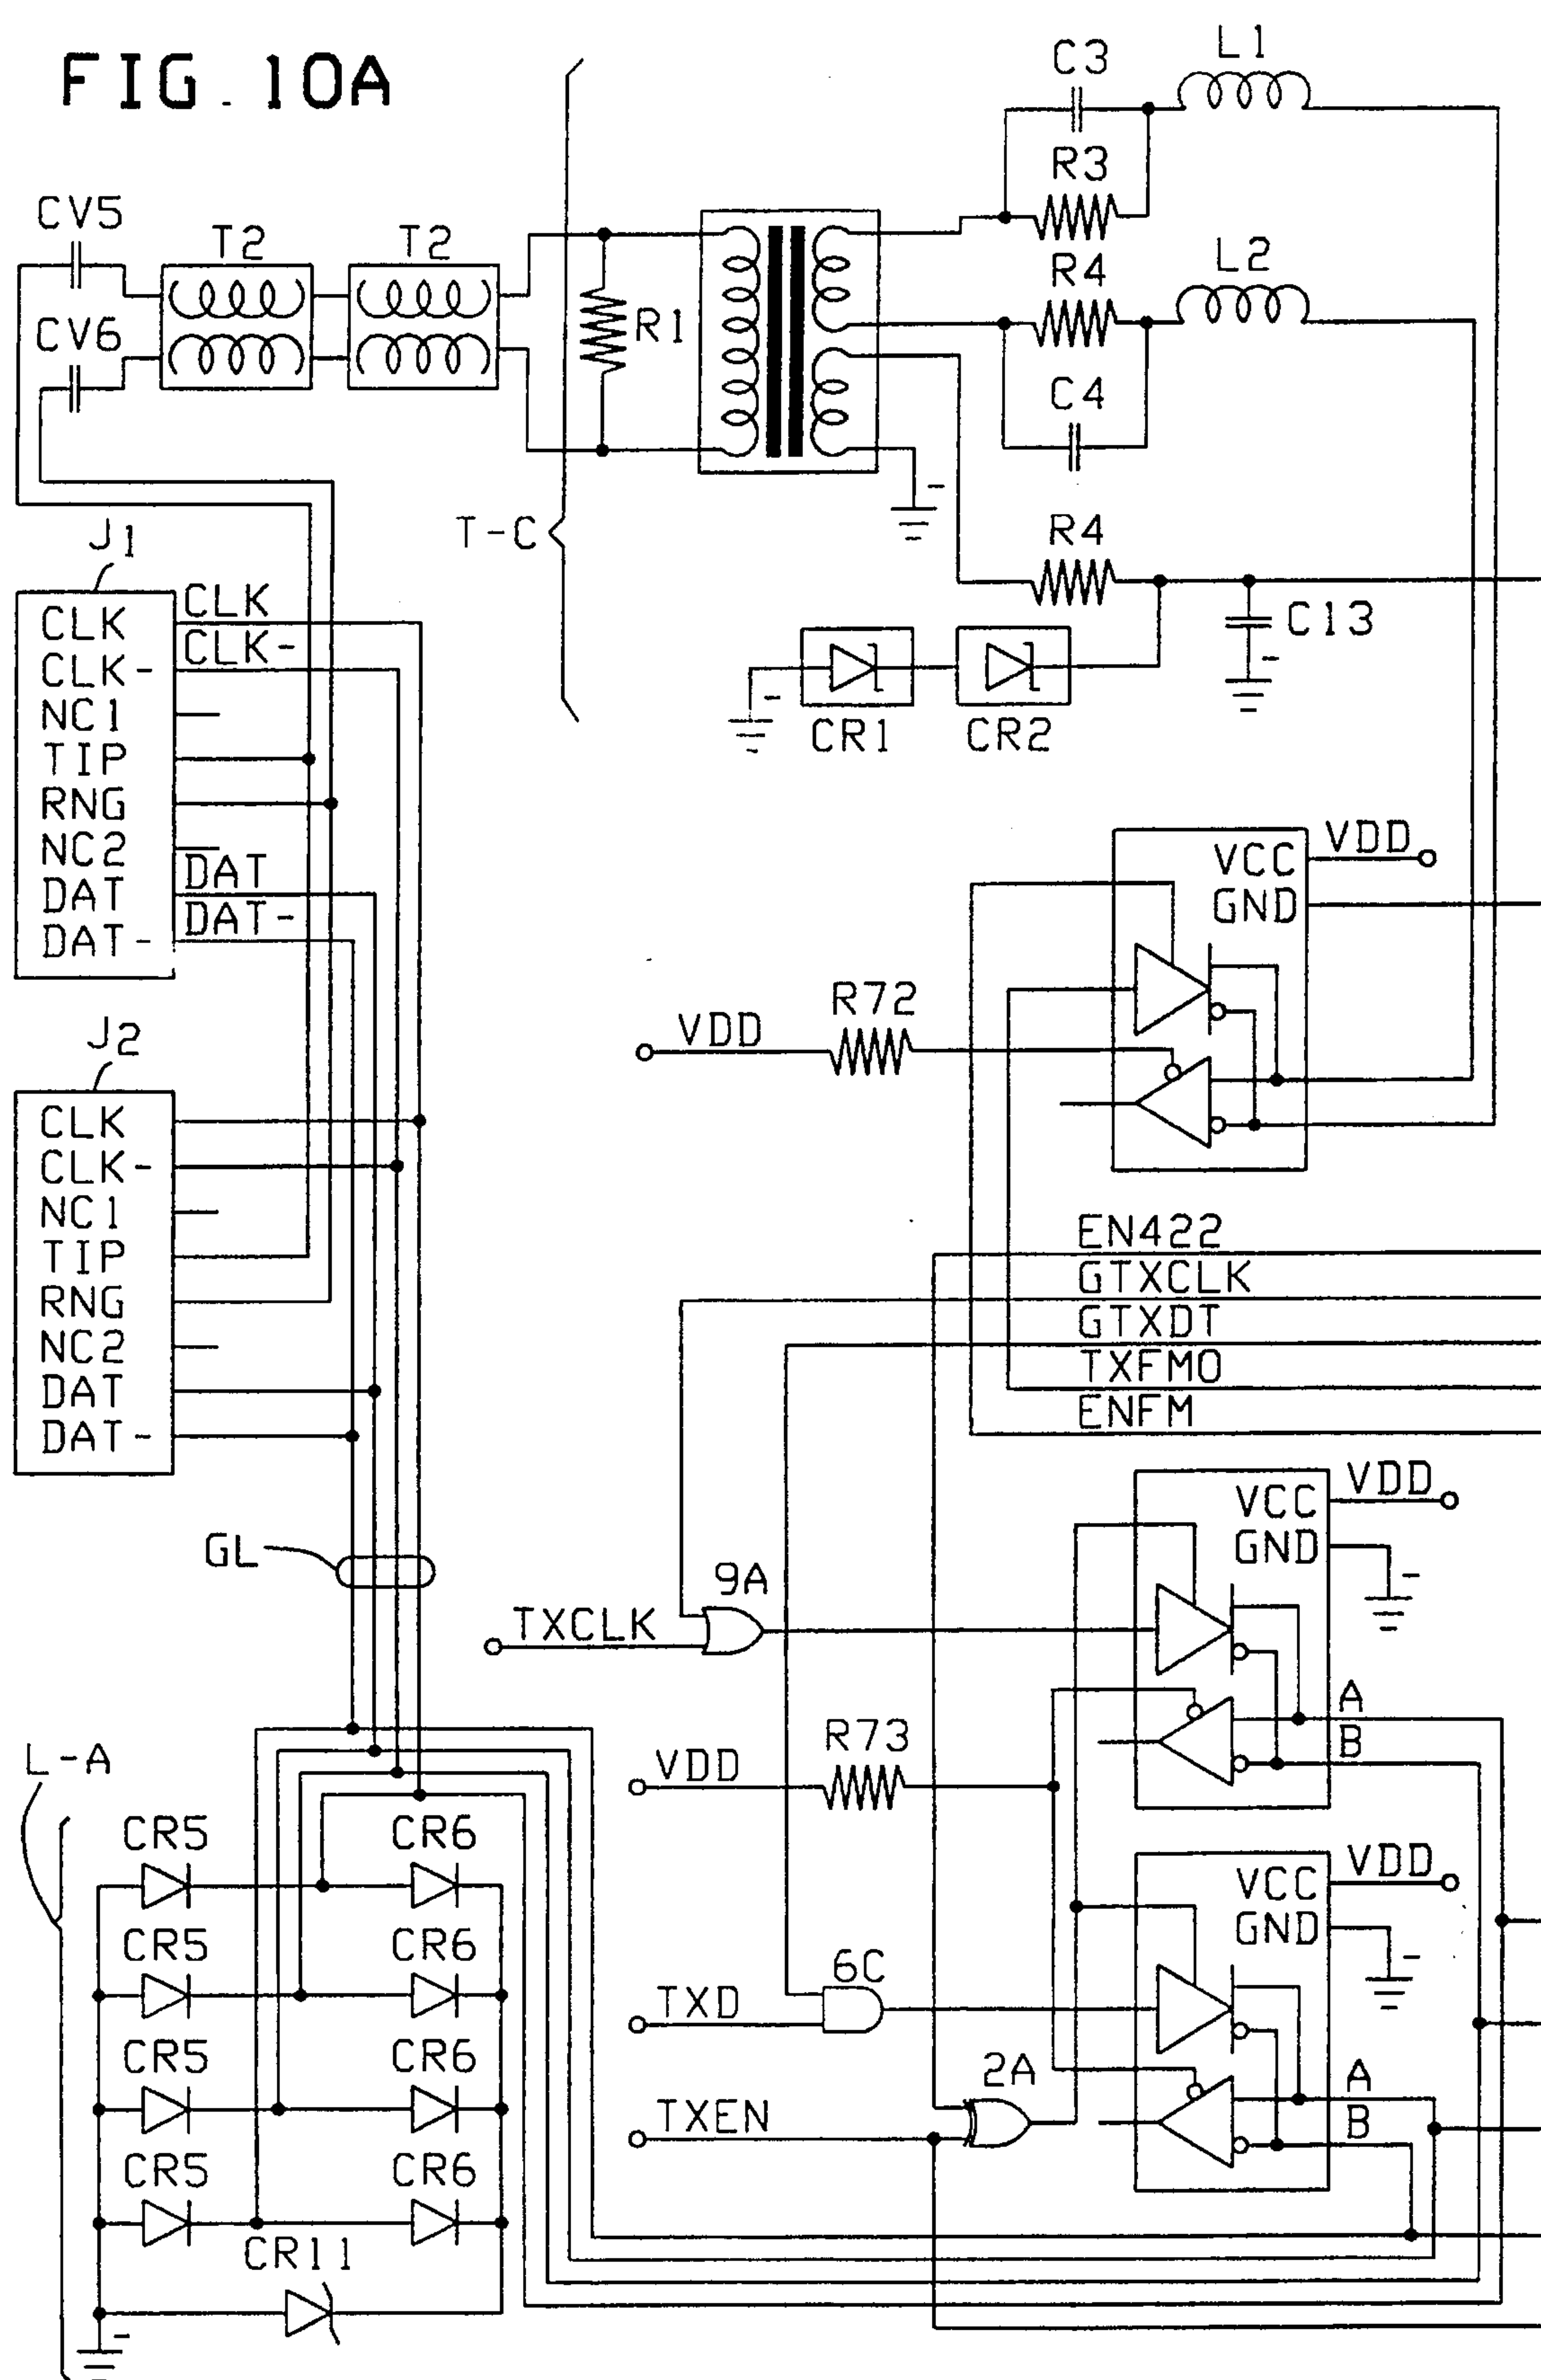 FIG. 10A
C3
L1
R3
CV5
T2
T2
R4
L2
CV6
R1
C4
T-C
R4
C13
CR1
CR2
J1
CLK
CLK-
NC1
TIP
RNG
NC2
DAT
DAT-
CLK
CLK-
DAT
DAT-
VCC
GND
VDD
R72
VDD
J2
CLK
CLK-
NC1
TIP
RNG
NC2
DAT
DAT-
EN422
GTXCLK
GTXDT
TXFMO
ENFM
GL
9A
TXCLK
VCC
GND
VDD
A
B
R73
VDD
L-A
CR5
CR6
CR5
CR6
CR5
CR6
CR5
CR6
CR11
VCC
GND
VDD
6C
TXD
2A
TXEN
A
B